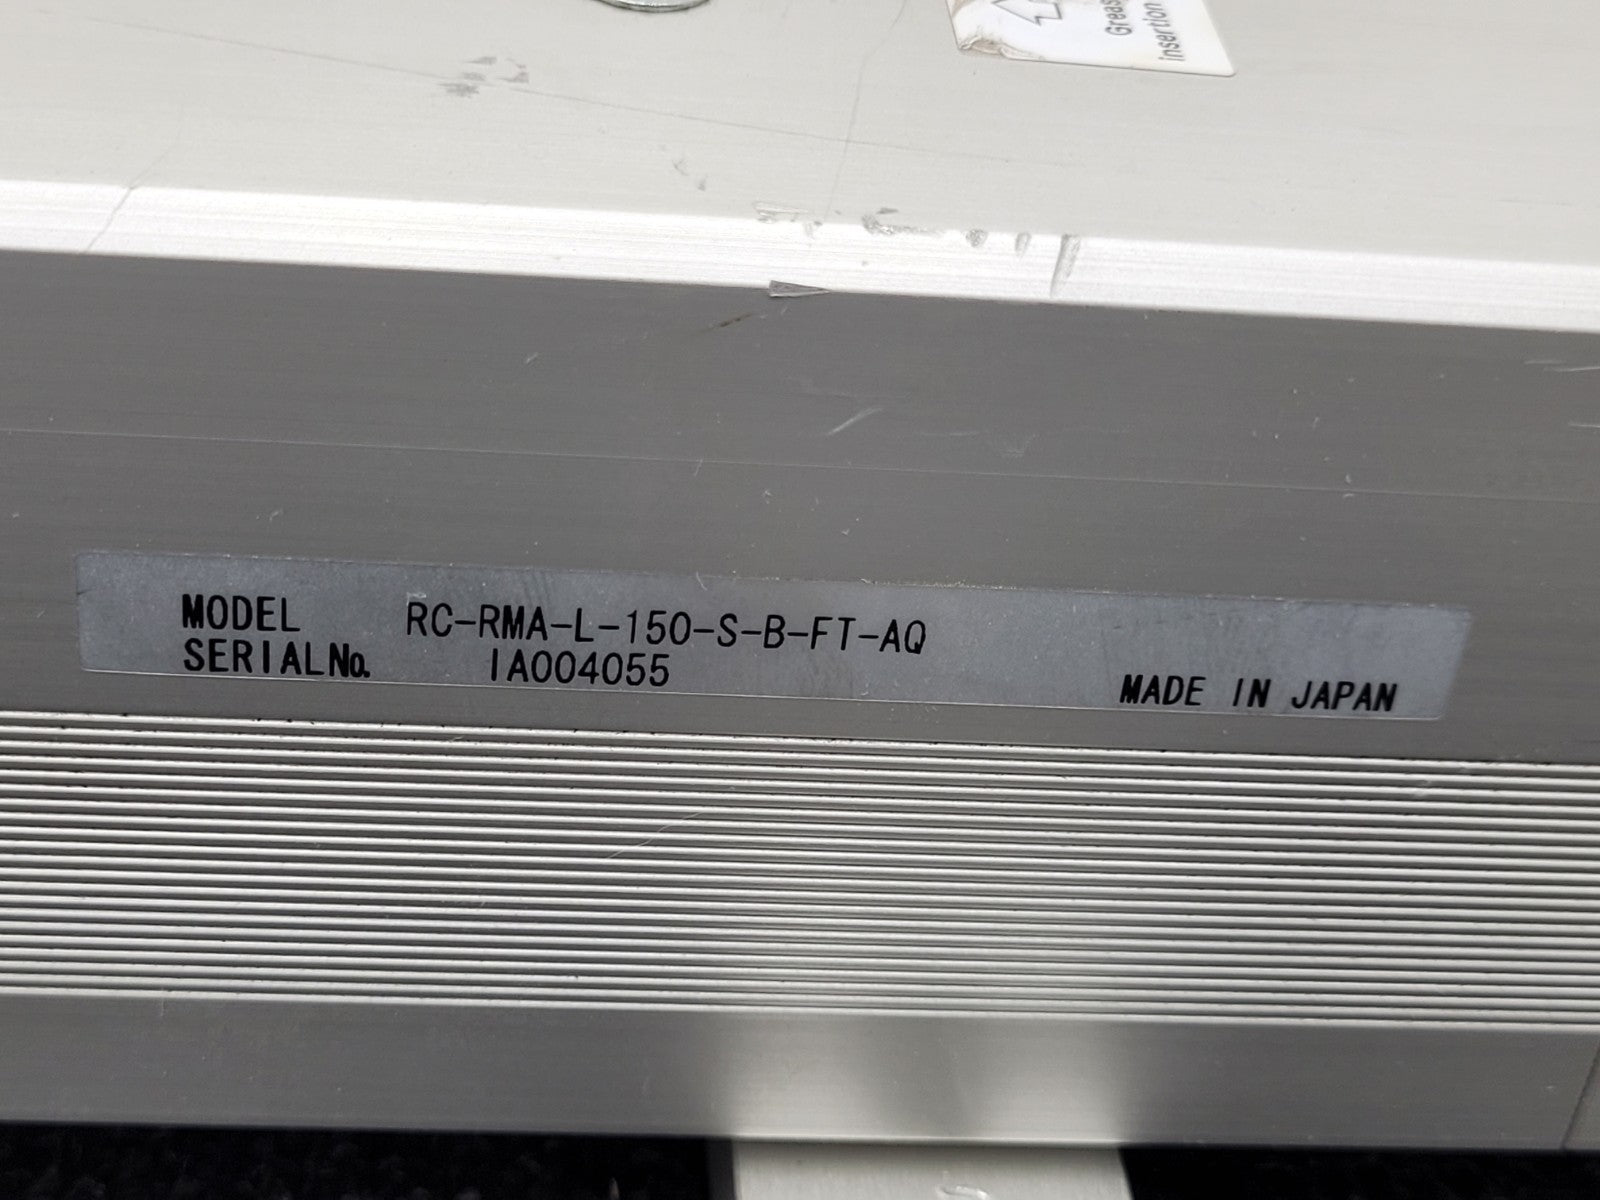 Greas
insertion
MODEL RC-RMA-L-150-S-B-FT-AQ
SERIALNo. IA004055
MADE IN JAPAN